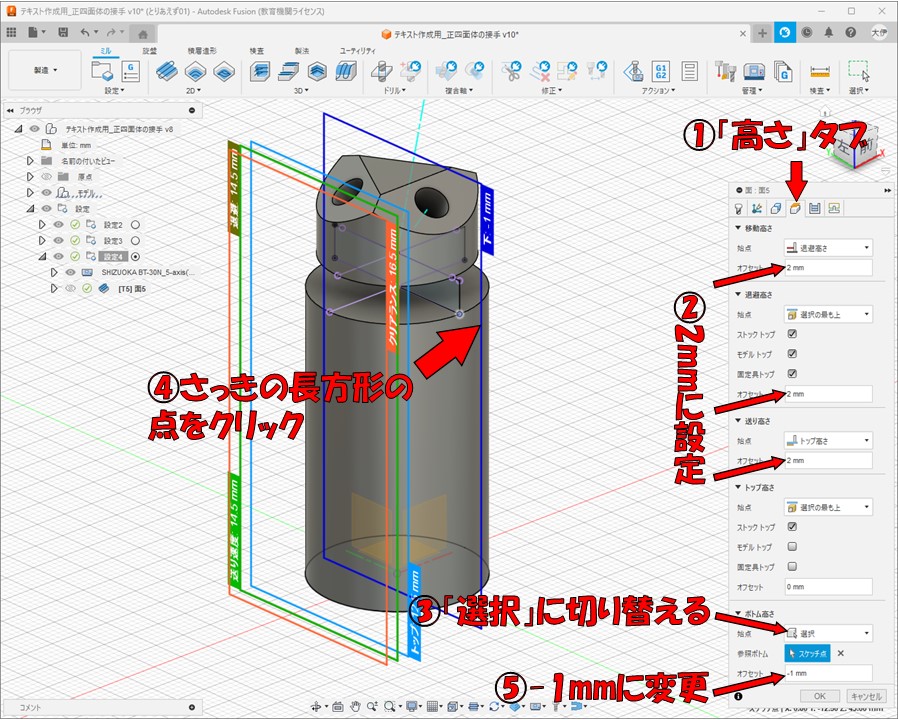 テキスト作成用_正四面体の接手 v10* (とりあえず01) - Autodesk Fusion (教育機関ライセンス)
テキスト作成用_正四面体の接手 v10*
大伊
ミル 旋盤 積層造形 検査 製法 ユーティリティ
製造
設定 2D 3D ドリル 複合軸 修正 アクション 管理 検査 選択
G1
G2
ブラウザ
テキスト作成用_正四面体の接手 v8
単位: mm
名前の付いたビュー
原点
モデル
設定
設定2
設定3
設定4
SHIZUOKA BT-30N_5-axis(...
[T5] 面5
①「高さ」タブ
左 前
Z
X
面 : 面5
移動高さ
始点 退避高さ
オフセット 2 mm
退避高さ
始点 選択の最も上
ストックトップ
モデルトップ
固定具トップ
オフセット 2 mm
送り高さ
始点 トップ高さ
オフセット 2 mm
トップ高さ
始点 選択の最も上
ストックトップ
モデルトップ
固定具トップ
オフセット 0 mm
ボトム高さ
始点 選択
参照ボトム スケッチ点
オフセット -1 mm
OK キャンセル
②2mmに設定
③「選択」に切り替える
④さっきの長方形の
点をクリック
⑤-1mmに変更
14.5 mm
クリアランス 16.5 mm
下 -1 mm
送り速度 14.5 mm
コメント